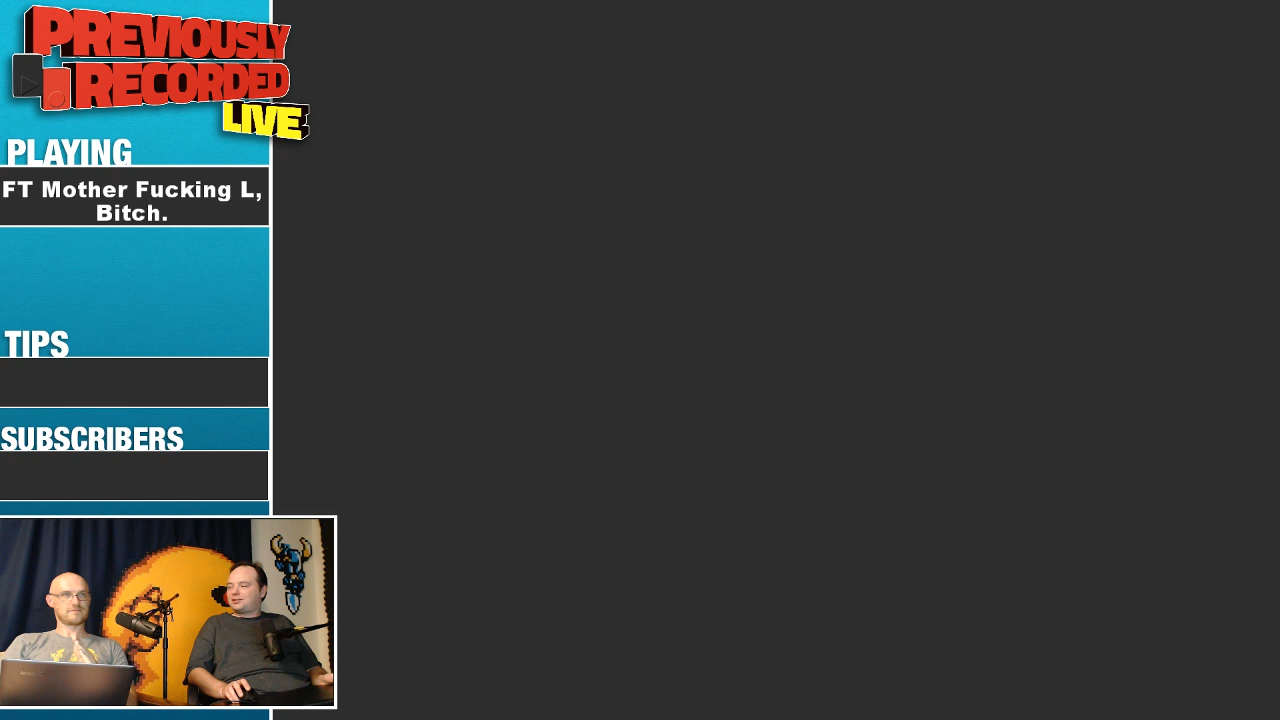 PREVIOUSLY
RECORDED
LIVE
PLAYING
FT Mother Fucking L,
Bitch.
TIPS
SUBSCRIBERS